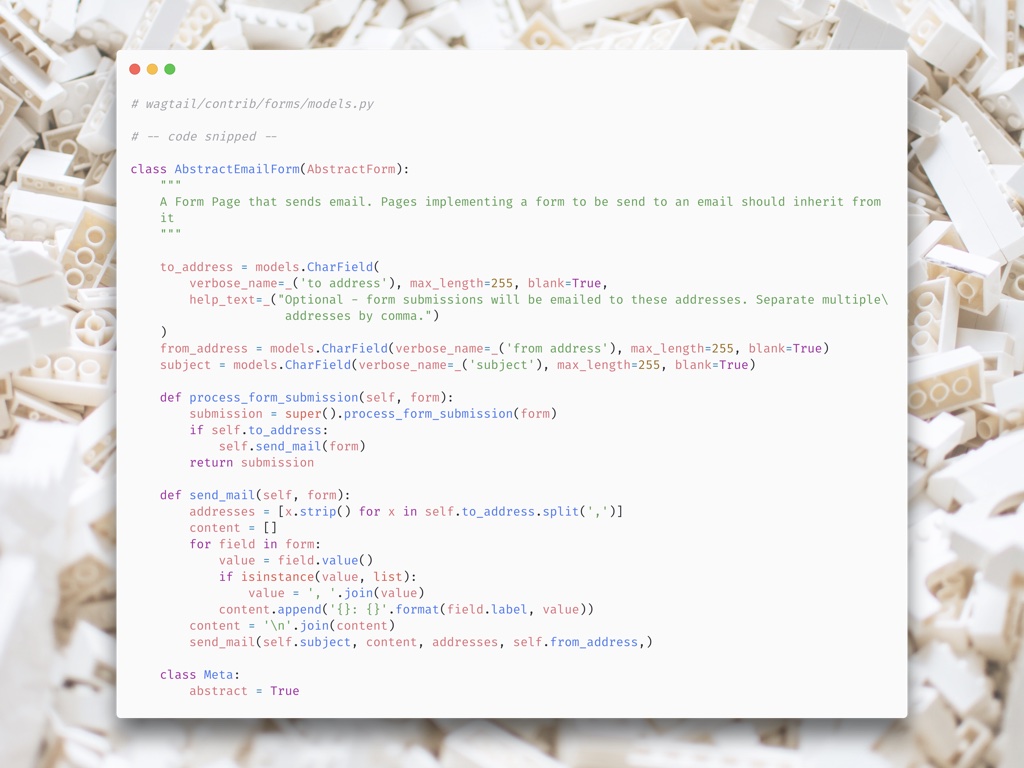 # wagtail/contrib/forms/models.py

# -- code snipped --

class AbstractEmailForm(AbstractForm):
    """
    A Form Page that sends email. Pages implementing a form to be send to an email should inherit from
    it
    """

    to_address = models.CharField(
        verbose_name=_('to address'), max_length=255, blank=True,
        help_text=_("Optional - form submissions will be emailed to these addresses. Separate multiple\
                     addresses by comma.")
    )
    from_address = models.CharField(verbose_name=_('from address'), max_length=255, blank=True)
    subject = models.CharField(verbose_name=_('subject'), max_length=255, blank=True)

    def process_form_submission(self, form):
        submission = super().process_form_submission(form)
        if self.to_address:
            self.send_mail(form)
        return submission

    def send_mail(self, form):
        addresses = [x.strip() for x in self.to_address.split(',')]
        content = []
        for field in form:
            value = field.value()
            if isinstance(value, list):
                value = ', '.join(value)
            content.append('{}: {}'.format(field.label, value))
        content = '\n'.join(content)
        send_mail(self.subject, content, addresses, self.from_address,)

    class Meta:
        abstract = True